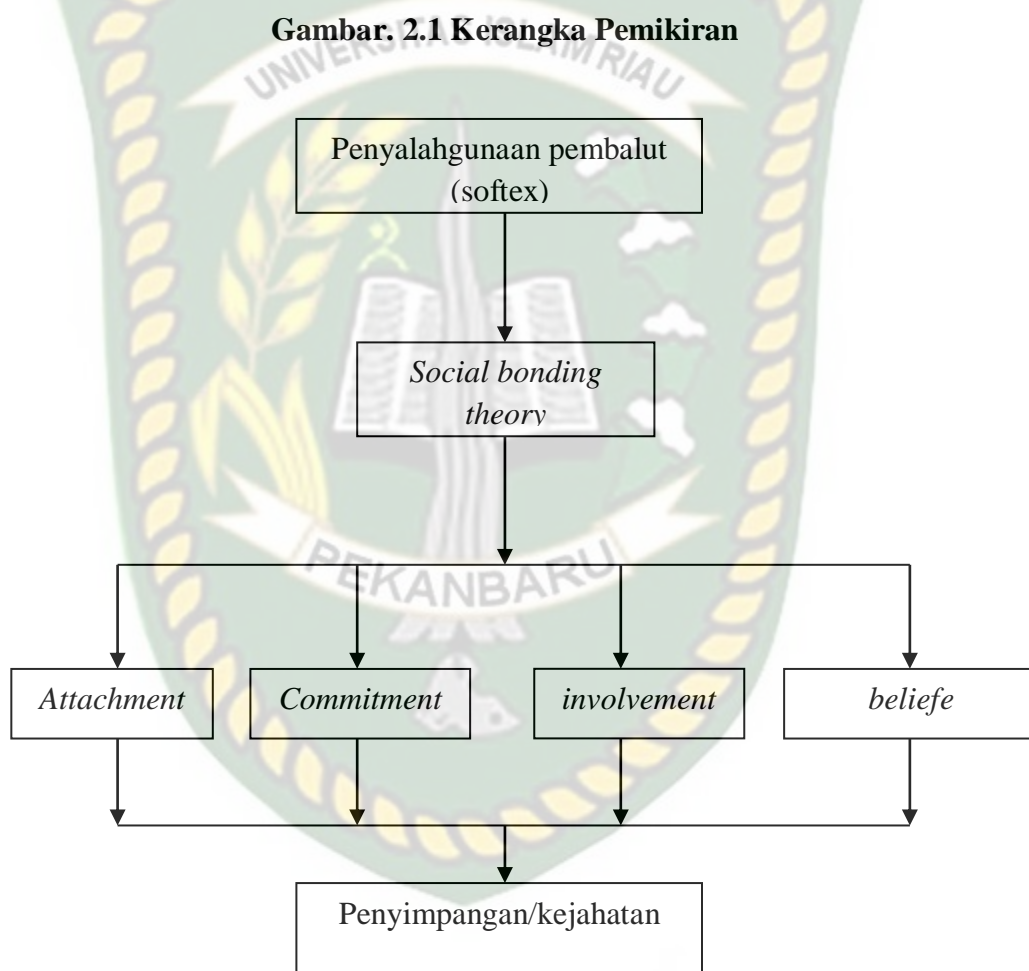 Gambar. 2.1 Kerangka Pemikiran
UNIVERSITAS ISLAM RIAU
Penyalahgunaan pembalut
(softex)
Social bonding
theory
PEKANBARU
Attachment
Commitment
involvement
beliefe
Penyimpangan/kejahatan